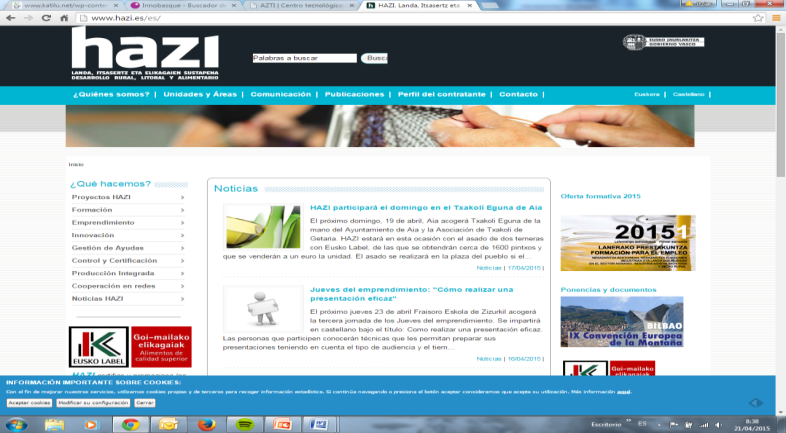 www.katilu.net/wp-conten
Innobasque - Buscador de
AZTI | Centro tecnológico
HAZI. Landa, Itsasertz eta
www.hazi.es/es/
hazi
LANDA, ITSASERTZ ETA ELIKAGAIEN SUSTAPENA
DESARROLLO RURAL, LITORAL Y ALIMENTARIO
Palabras a buscar
Busca
EUSKO JAURLARITZA
GOBIERNO VASCO
¿Quiénes somos? | Unidades y Áreas | Comunicación | Publicaciones | Perfil del contratante | Contacto |
Euskera | Castellano |
Inicio
¿Qué hacemos?
Proyectos HAZI
Formación
Emprendimiento
Innovación
Gestión de Ayudas
Control y Certificación
Producción Integrada
Cooperación en redes
Noticias HAZI
EUSKO LABEL
Goi-mailako
elikagaiak
Alimentos de
calidad superior
Noticias
HAZI participará el domingo en el Txakoli Eguna de Aia
El próximo domingo, 19 de abril, Aia acogerá Txakoli Eguna de la
mano del Ayuntamiento de Aia y la Asociación de Txakoli de
Getaria. HAZI estará en esta ocasión con el asado de dos terneras
con Eusko Label, de las que se obtendrán cerca de 1600 pintxos y
que se venderán a un euro la unidad. El asado se realizará en la plaza del pueblo si el...
Noticias | 17/04/2015 |
Jueves del emprendimiento: "Cómo realizar una
presentación eficaz"
El próximo jueves 23 de abril Fraisoro Eskola de Zizurkil acogerá
la tercera jornada de los Jueves del emprendimiento. Se impartirá
en castellano bajo el título: Como realizar una presentación eficaz.
Las personas que participen conocerán técnicas que les permitan preparar sus
presentaciones teniendo en cuenta el tipo de audiencia y el tiem...
Noticias | 16/04/2015 |
Oferta formativa 2015
2015
LANERAKO PRESTAKUNTZA
FORMACIÓN PARA EL EMPLEO
Ponencias y documentos
BILBAO
IX Convención Europea
de la Montaña
Goi-mailako
elikagaiak
INFORMACIÓN IMPORTANTE SOBRE COOKIES:
Con el fin de mejorar nuestros servicios, utilizamos cookies propias y de terceros para recoger información estadística. Si continúa navegando o presiona el botón aceptar consideramos que acepta su utilización. Más información aquí.
Aceptar cookies
Modificar su configuración
Cerrar
Escritorio
ES
8:38
21/04/2015